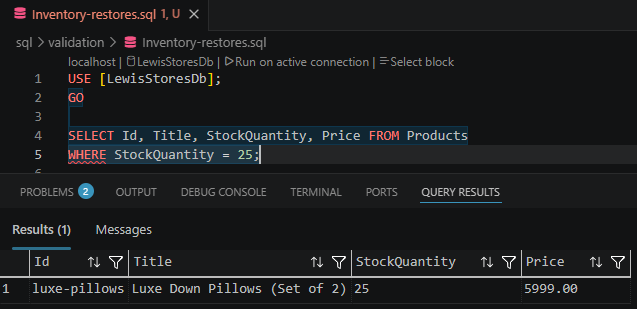 Inventory-restores.sql 1, U
sql > validation > Inventory-restores.sql
localhost | LewisStoresDb | Run on active connection | Select block
1 USE [LewisStoresDb];
2 GO
3
4 SELECT Id, Title, StockQuantity, Price FROM Products
5 WHERE StockQuantity = 25;
PROBLEMS 2 OUTPUT DEBUG CONSOLE TERMINAL PORTS QUERY RESULTS
Results (1) Messages
Id Title StockQuantity Price
1 luxe-pillows Luxe Down Pillows (Set of 2) 25 5999.00